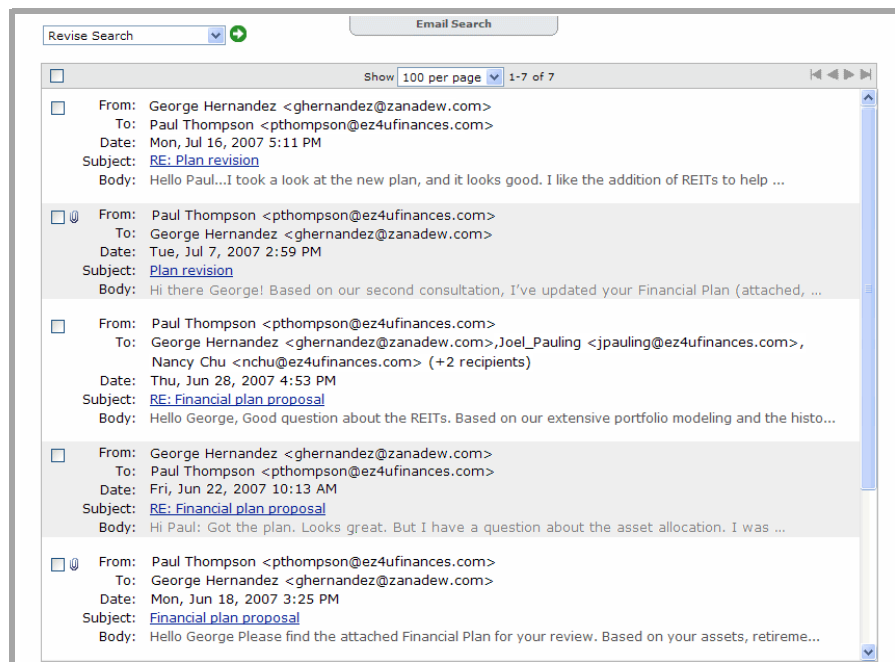 Email Search
Revise Search
Show 100 per page 1-7 of 7
From: George Hernandez <ghernandez@zanadew.com>
To: Paul Thompson <pthompson@ez4ufinances.com>
Date: Mon, Jul 16, 2007 5:11 PM
Subject: RE: Plan revision
Body: Hello Paul...I took a look at the new plan, and it looks good. I like the addition of REITs to help ...
From: Paul Thompson <pthompson@ez4ufinances.com>
To: George Hernandez <ghernandez@zanadew.com>
Date: Tue, Jul 7, 2007 2:59 PM
Subject: Plan revision
Body: Hi there George! Based on our second consultation, I've updated your Financial Plan (attached, ...
From: Paul Thompson <pthompson@ez4ufinances.com>
To: George Hernandez <ghernandez@zanadew.com>,Joel_Pauling <jpauling@ez4ufinances.com>,
Nancy Chu <nchu@ez4ufinances.com> (+2 recipients)
Date: Thu, Jun 28, 2007 4:53 PM
Subject: RE: Financial plan proposal
Body: Hello George, Good question about the REITs. Based on our extensive portfolio modeling and the histo...
From: George Hernandez <ghernandez@zanadew.com>
To: Paul Thompson <pthompson@ez4ufinances.com>
Date: Fri, Jun 22, 2007 10:13 AM
Subject: RE: Financial plan proposal
Body: Hi Paul: Got the plan. Looks great. But I have a question about the asset allocation. I was ...
From: Paul Thompson <pthompson@ez4ufinances.com>
To: George Hernandez <ghernandez@zanadew.com>
Date: Mon, Jun 18, 2007 3:25 PM
Subject: Financial plan proposal
Body: Hello George Please find the attached Financial Plan for your review. Based on your assets, retireme...